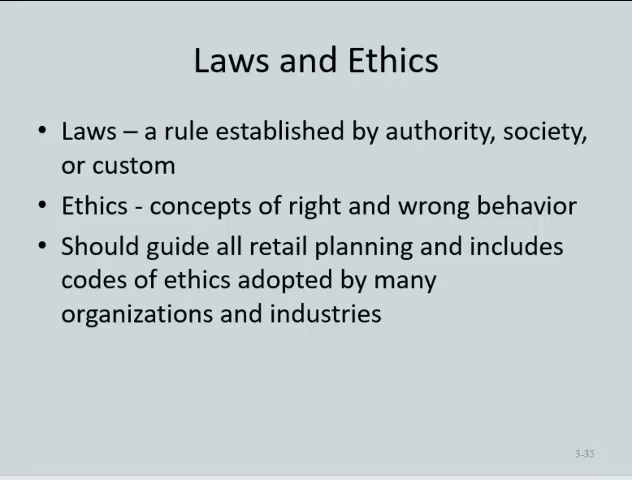 Laws and Ethics
• Laws – a rule established by authority, society,
or custom
• Ethics - concepts of right and wrong behavior
• Should guide all retail planning and includes
codes of ethics adopted by many
organizations and industries
3-35